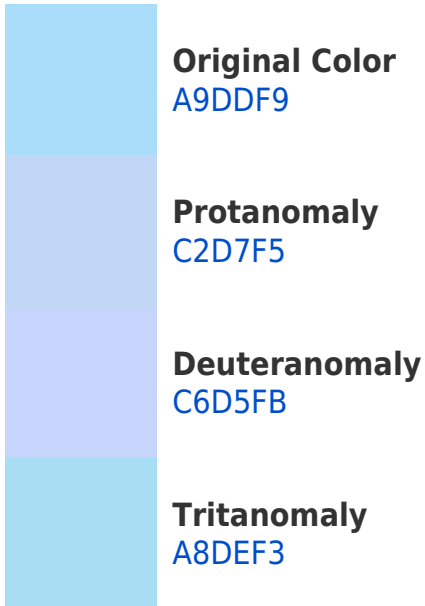 Original Color
A9DDF9
Protanomaly
C2D7F5
Deuteranomaly
C6D5FB
Tritanomaly
A8DEF3